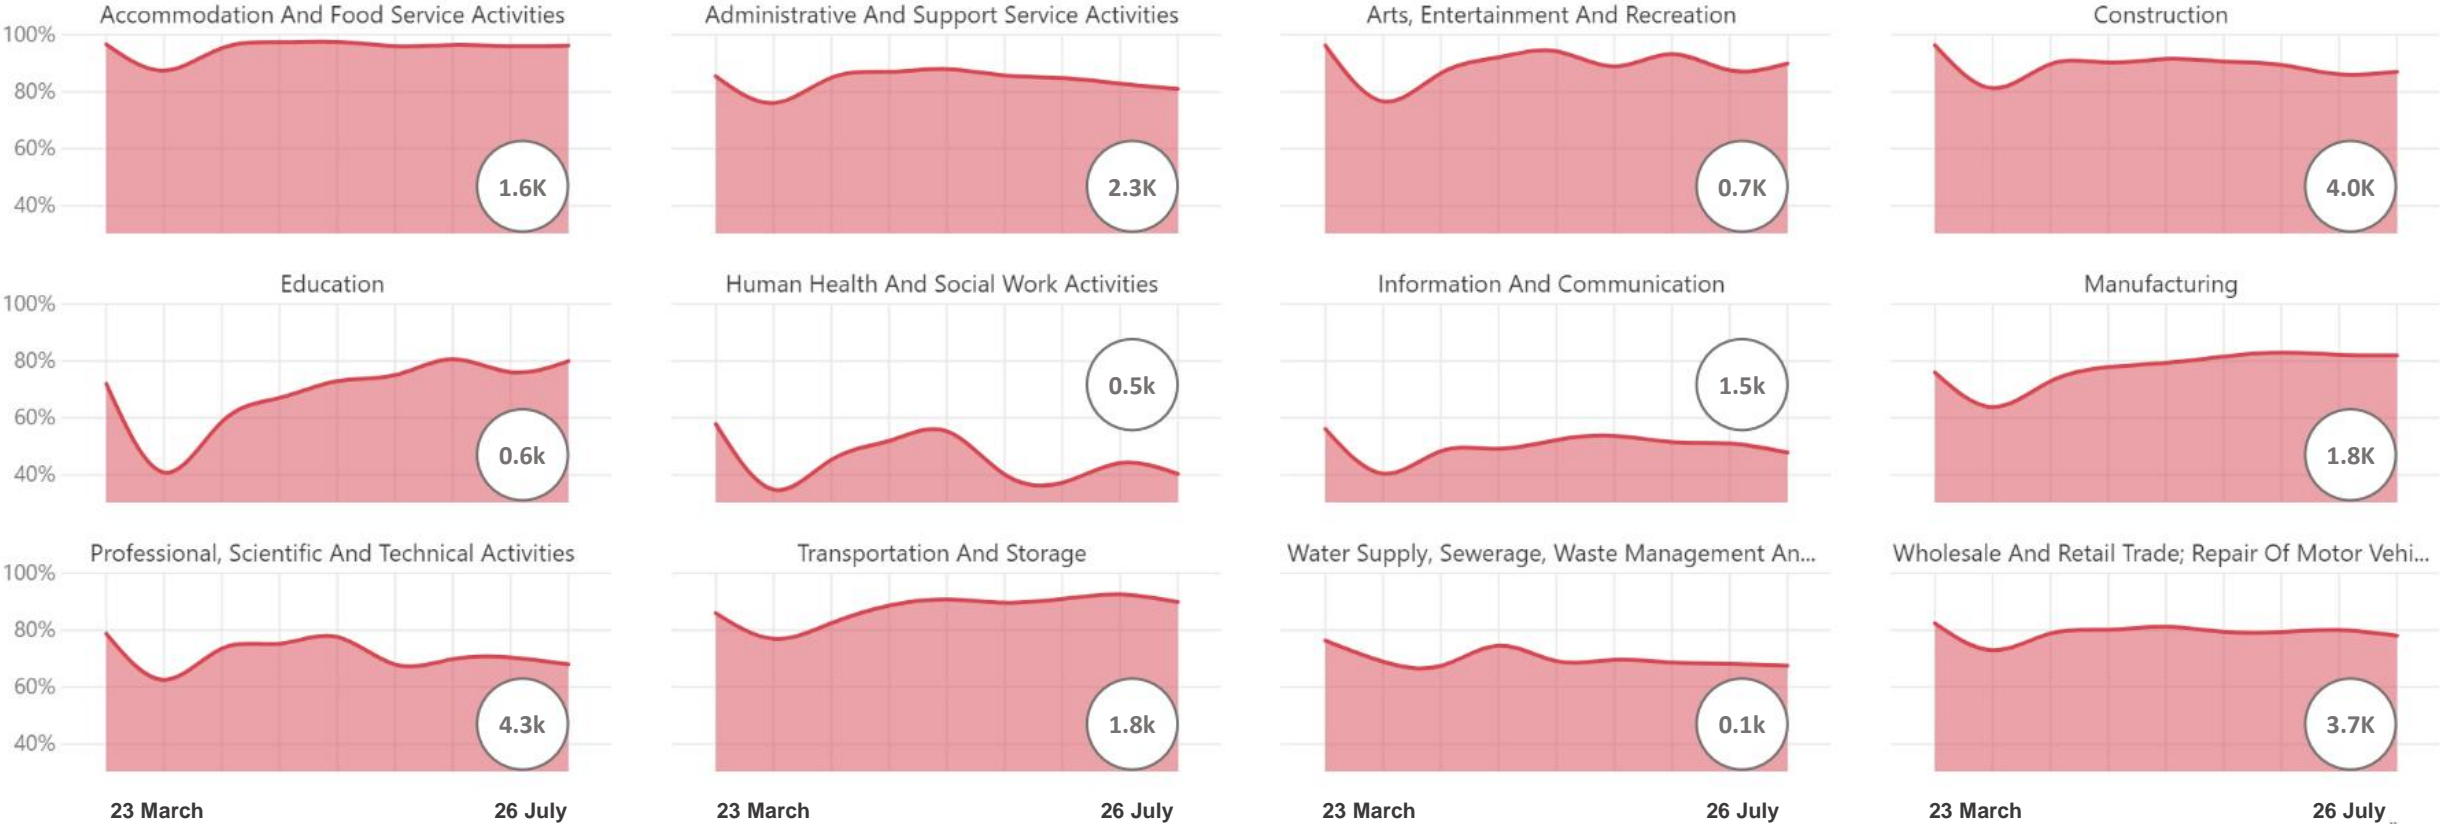 Accommodation And Food Service Activities
Administrative And Support Service Activities
Arts, Entertainment And Recreation
Construction
100%
80%
60%
40%
1.6K
2.3K
0.7K
4.0K
Education
Human Health And Social Work Activities
Information And Communication
Manufacturing
100%
80%
60%
40%
0.6k
0.5k
1.5k
1.8K
Professional, Scientific And Technical Activities
Transportation And Storage
Water Supply, Sewerage, Waste Management An...
Wholesale And Retail Trade; Repair Of Motor Vehi...
100%
80%
60%
40%
4.3k
1.8k
0.1k
3.7K
23 March
26 July
23 March
26 July
23 March
26 July
23 March
26 July